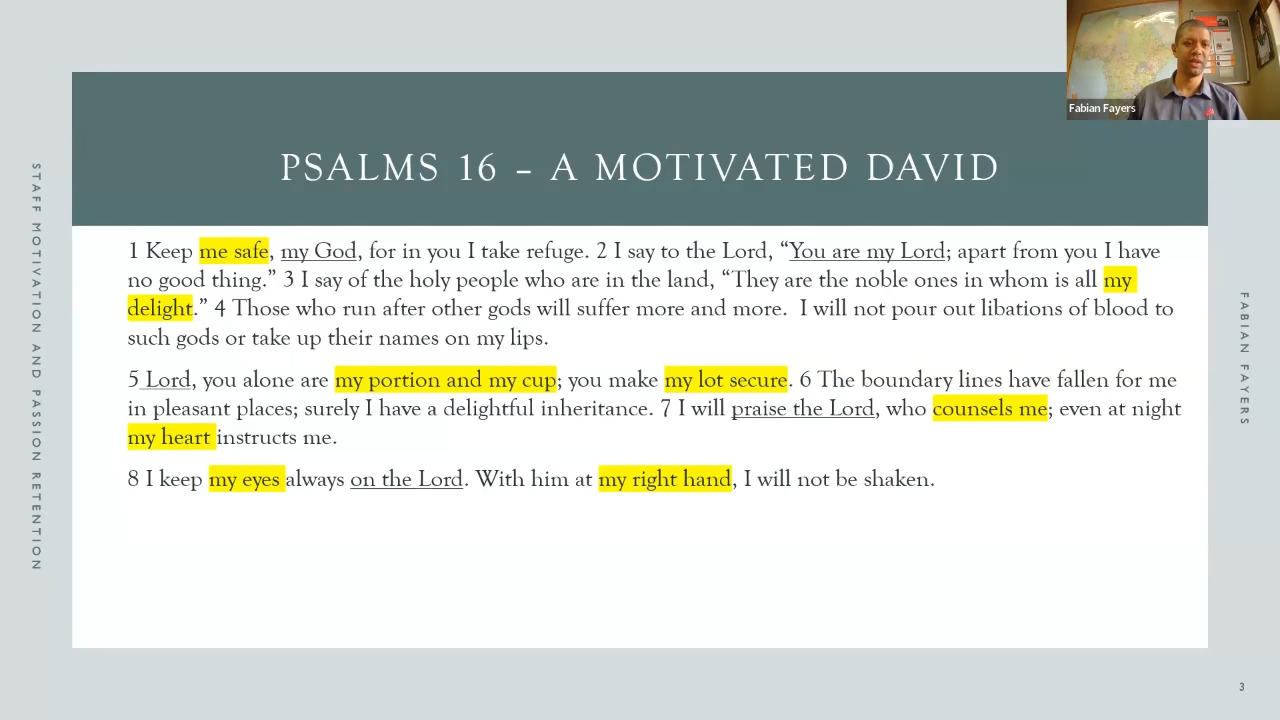 Fabian Fayers
PSALMS 16 – A MOTIVATED DAVID
STAFF MOTIVATION AND PASSION RETENTION
1 Keep me safe, my God, for in you I take refuge. 2 I say to the Lord, “You are my Lord; apart from you I have
no good thing.” 3 I say of the holy people who are in the land, “They are the noble ones in whom is all my
delight.” 4 Those who run after other gods will suffer more and more.  I will not pour out libations of blood to
such gods or take up their names on my lips.
5 Lord, you alone are my portion and my cup; you make my lot secure. 6 The boundary lines have fallen for me
in pleasant places; surely I have a delightful inheritance. 7 I will praise the Lord, who counsels me; even at night
my heart instructs me.
8 I keep my eyes always on the Lord. With him at my right hand, I will not be shaken.
FABIAN FAYERS
3